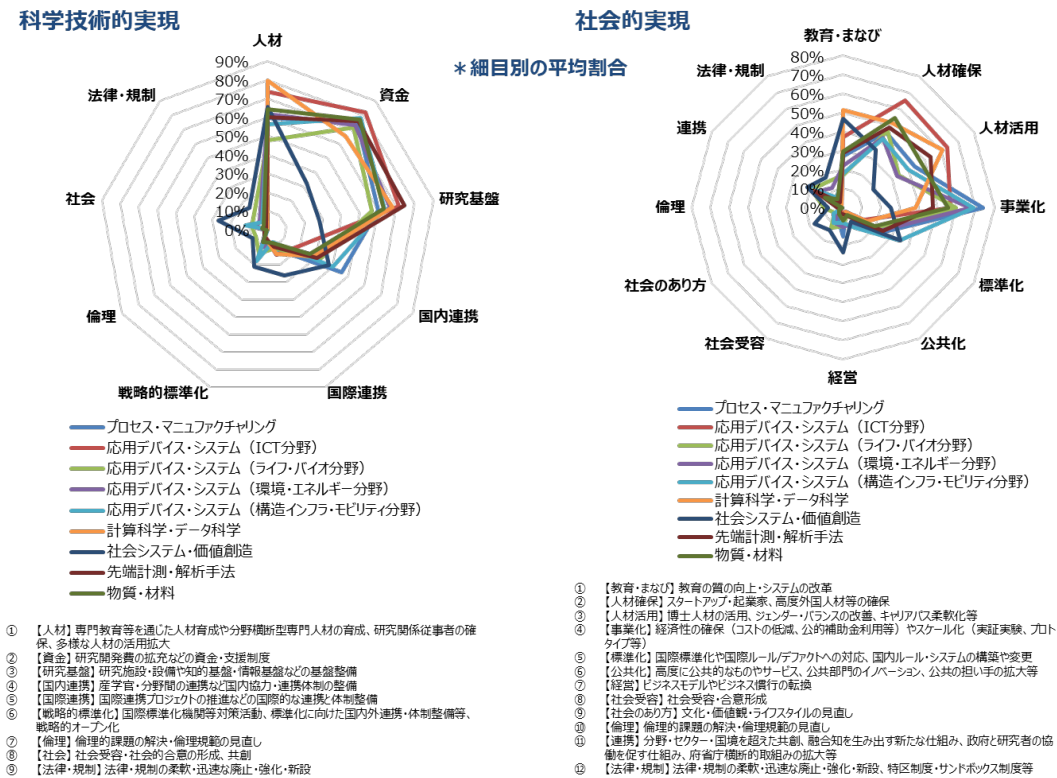 科学技術的実現
人材
90%
80%
70%
60%
50%
40%
30%
20%
10%
0%
資金
研究基盤
国内連携
国際連携
戦略的標準化
倫理
社会
法律・規制
プロセス・マニュファクチャリング
応用デバイス・システム（ICT分野）
応用デバイス・システム（ライフ・バイオ分野）
応用デバイス・システム（環境・エネルギー分野）
応用デバイス・システム（構造インフラ・モビリティ分野）
計算科学・データ科学
社会システム・価値創造
先端計測・解析手法
物質・材料
① 【人材】専門教育等を通じた人材育成や分野横断型専門人材の育成、研究関係従事者の確
保、多様な人材の活用拡大
② 【資金】研究開発費の拡充などの資金・支援制度
③ 【研究基盤】研究施設・設備や知的基盤・情報基盤などの基盤整備
④ 【国内連携】産学官・分野間の連携など国内協力・連携体制の整備
⑤ 【国際連携】国際連携プロジェクトの推進などの国際的な連携と体制整備
⑥ 【戦略的標準化】国際標準化機関等対策活動、標準化に向けた国内外連携・体制整備等、
戦略的オープン化
⑦ 【倫理】倫理的課題の解決・倫理規範の見直し
⑧ 【社会】社会受容・社会的合意の形成、共創
⑨ 【法律・規制】法律・規制の柔軟・迅速な廃止・強化・新設
＊細目別の平均割合
社会的実現
教育・まなび
80%
70%
60%
50%
40%
30%
20%
10%
0%
人材確保
人材活用
事業化
標準化
公共化
経営
社会受容
社会のあり方
倫理
連携
法律・規制
プロセス・マニュファクチャリング
応用デバイス・システム（ICT分野）
応用デバイス・システム（ライフ・バイオ分野）
応用デバイス・システム（環境・エネルギー分野）
応用デバイス・システム（構造インフラ・モビリティ分野）
計算科学・データ科学
社会システム・価値創造
先端計測・解析手法
物質・材料
① 【教育・まなび】教育の質の向上・システムの改革
② 【人材確保】スタートアップ・起業家、高度外国人材等の確保
③ 【人材活用】博士人材の活用、ジェンダー・バランスの改善、キャリアパス柔軟化等
④ 【事業化】経済性の確保（コストの低減、公的補助金利用等）やスケール化（実証実験、プロト
タイプ等）
⑤ 【標準化】国際標準化や国際ルール/デファクトへの対応、国内ルール・システムの構築や変更
⑥ 【公共化】高度に公共的なものやサービス、公共部門のイノベーション、公共の担い手の拡大等
⑦ 【経営】ビジネスモデルやビジネス慣行の転換
⑧ 【社会受容】社会受容・合意形成
⑨ 【社会のあり方】文化・価値観・ライフスタイルの見直し
⑩ 【倫理】倫理的課題の解決・倫理規範の見直し
⑪ 【連携】分野・セクター・国境を超えた共創、融合知を生み出す新たな仕組み、政府と研究者の協
働を促す仕組み、府省庁横断的取組みの拡大等
⑫ 【法律・規制】法律・規制の柔軟・迅速な廃止・強化・新設、特区制度・サンドボックス制度等